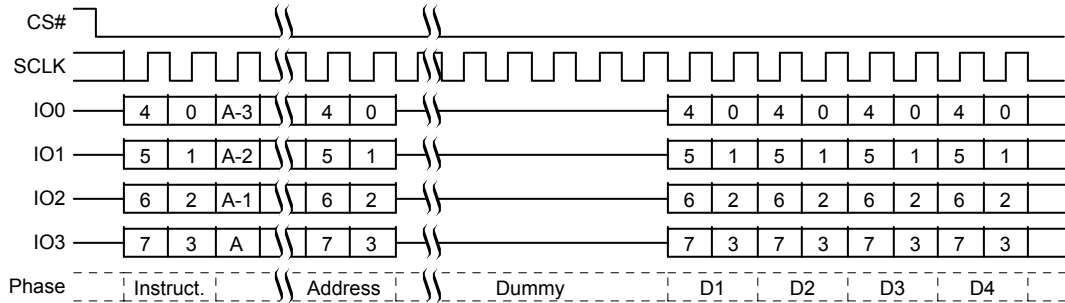 CS#
SCLK
IO0 4 0 A-3 4 0 4 0 4 0 4 0 4 0
IO1 5 1 A-2 5 1 5 1 5 1 5 1 5 1
IO2 6 2 A-1 6 2 6 2 6 2 6 2 6 2
IO3 7 3 A 7 3 7 3 7 3 7 3 7 3
Phase Instruct. Address Dummy D1 D2 D3 D4